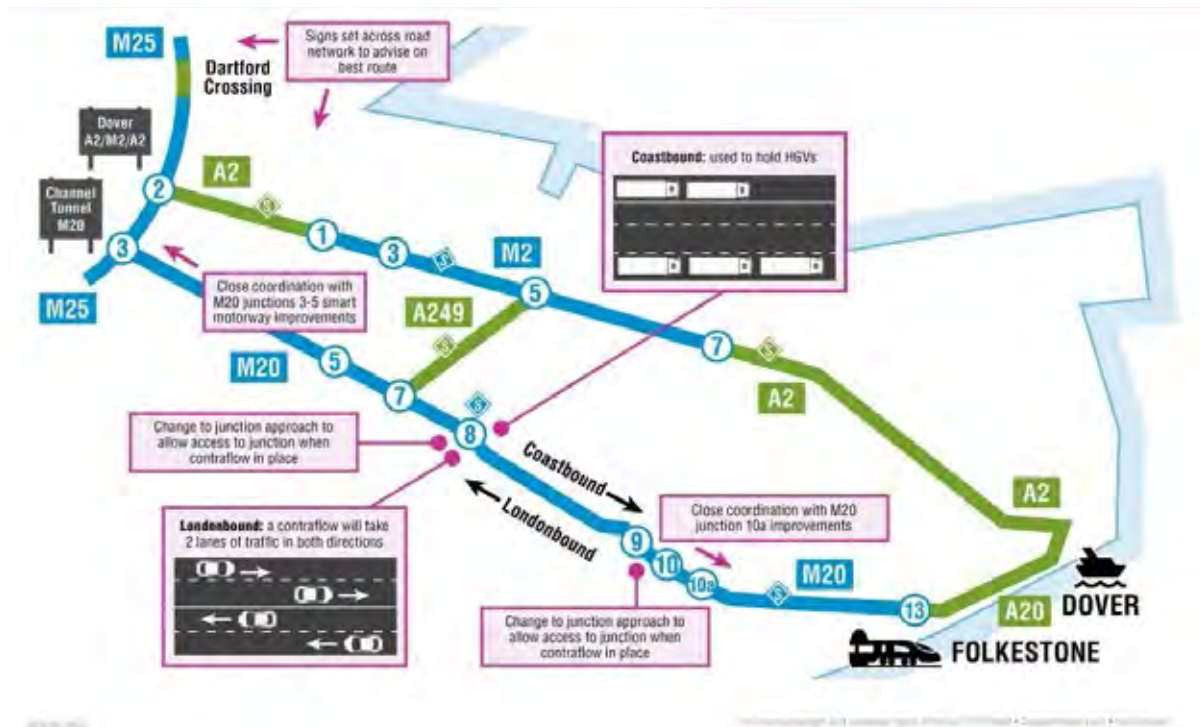 M25
Signs set across road
network to advise on
best route
Dartford
Crossing
Dover
A2/M2/A2
Channel
Tunnel
M20
2
A2
3
M25
1
3
M2
Coastbound: used to hold HGVs
Close coordination with
M20 junctions 3-5 smart
motorway improvements
A249
5
7
A2
M20
5
7
8
S
S
S
S
S
S
Change to junction approach to
allow access to junction when
contraflow in place
Coastbound
Londonbound
Londonbound: a contraflow will take
2 lanes of traffic in both directions
Close coordination with M20
junction 10a improvements
9
10
10a
M20
13
A2
A20
DOVER
FOLKESTONE
Change to junction approach to
allow access to junction when
contraflow in place